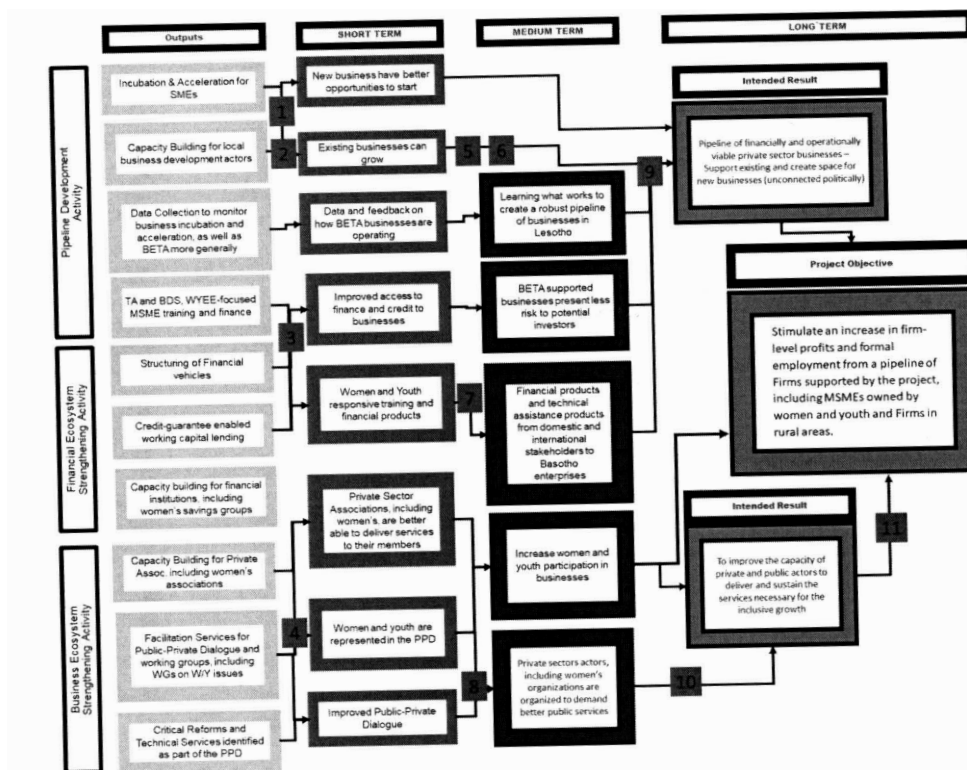 Outputs
SHORT TERM
MEDIUM TERM
LONG TERM
Pipeline Development
Activity
Incubation & Acceleration for
SMEs
Capacity Building for local
business development actors
Data Collection to monitor
business incubation and
acceleration, as well as
BETA more generally
TA and BDS, WYEE-focused
MSME training and finance
Financial Ecosystem
Strengthening Activity
Structuring of Financial
vehicles
Credit-guarantee enabled
working capital lending
Capacity building for financial
institutions, including
women's savings groups
Business Ecosystem
Strengthening Activity
Capacity Building for Private
Assoc. including women's
associations
Facilitation Services for
Public-Private Dialogue and
working groups, including
WGs on W/Y issues
Critical Reforms and
Technical Services identified
as part of the PPD
1
2
3
4
New business have better
opportunities to start
Existing businesses can
grow
Data and feedback on
how BETA businesses are
operating
Improved access to
finance and credit to
businesses
Women and Youth
responsive training and
financial products
Private Sector
Associations, including
women's, are better
able to deliver services
to their members
Women and youth are
represented in the PPD
Improved Public-Private
Dialogue
5
6
7
8
Learning what works to
create a robust pipeline
of businesses in
Lesotho
BETA supported
businesses present less
risk to potential
investors
Financial products
and technical
assistance products
from domestic and
international
stakeholders to
Basotho
enterprises
Increase women and
youth participation in
businesses
Private sectors actors,
including women's
organizations are
organized to demand
better public services
9
10
11
Intended Result
Pipeline of financially and operationally
viable private sector businesses –
Support existing and create space for
new businesses (unconnected politically)
Project Objective
Stimulate an increase in firm-
level profits and formal
employment from a pipeline of
Firms supported by the project,
including MSMEs owned by
women and youth and Firms in
rural areas.
Intended Result
To improve the capacity of
private and public actors to
deliver and sustain the
services necessary for the
inclusive growth